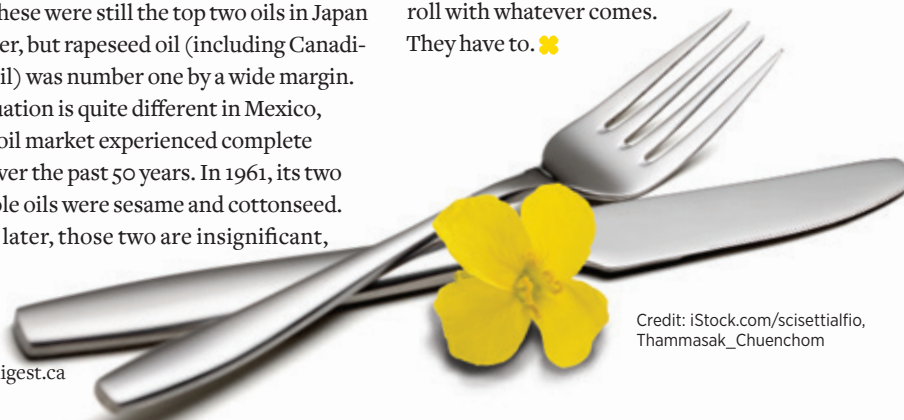 hese were still the top two oils in Japan
er, but rapeseed oil (including Canadi-
il) was number one by a wide margin.
uation is quite different in Mexico,
oil market experienced complete
ver the past 50 years. In 1961, its two
le oils were sesame and cottonseed.
later, those two are insignificant,
roll with whatever comes.
They have to.
Credit: iStock.com/scisettialfio,
Thammasak_Chuenchom
igest.ca